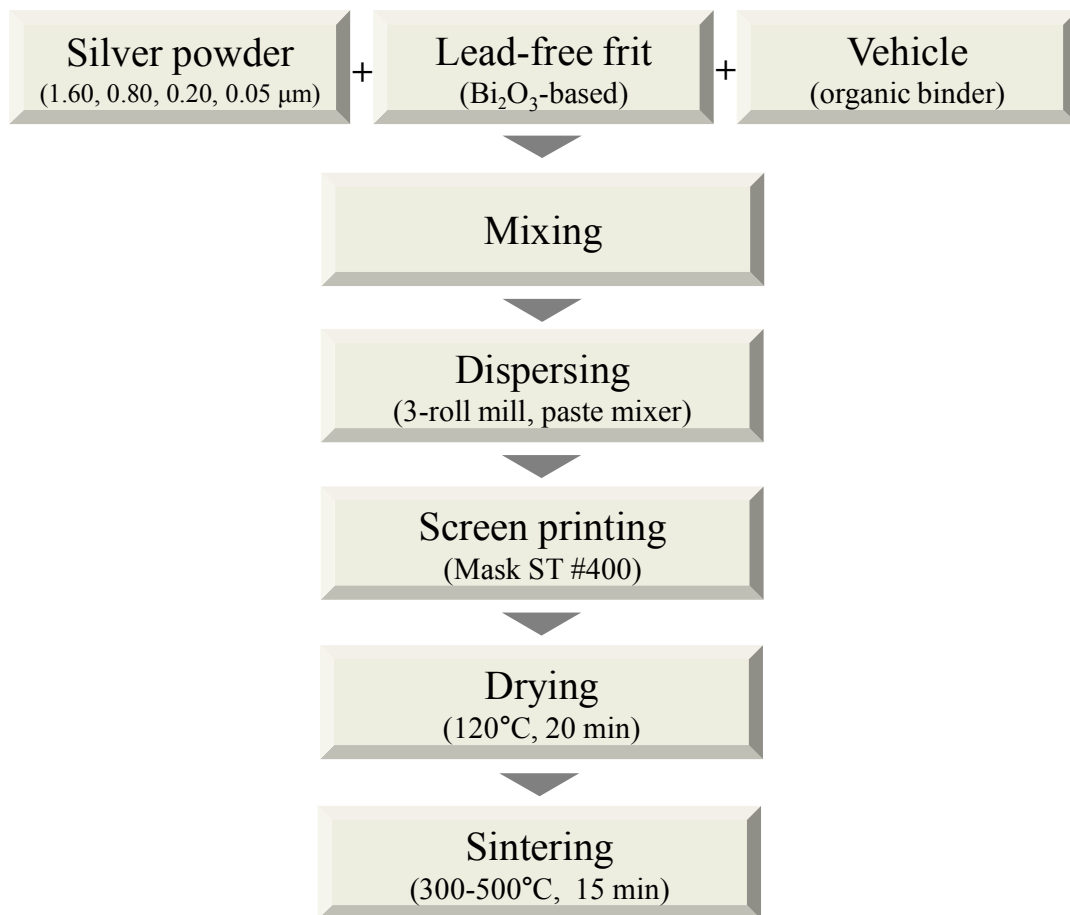 Silver powder + Lead-free frit + Vehicle
(1.60, 0.80, 0.20, 0.05 μm) (Bi₂O₃-based) (organic binder)
Mixing
Dispersing
(3-roll mill, paste mixer)
Screen printing
(Mask ST #400)
Drying
(120°C, 20 min)
Sintering
(300-500°C, 15 min)